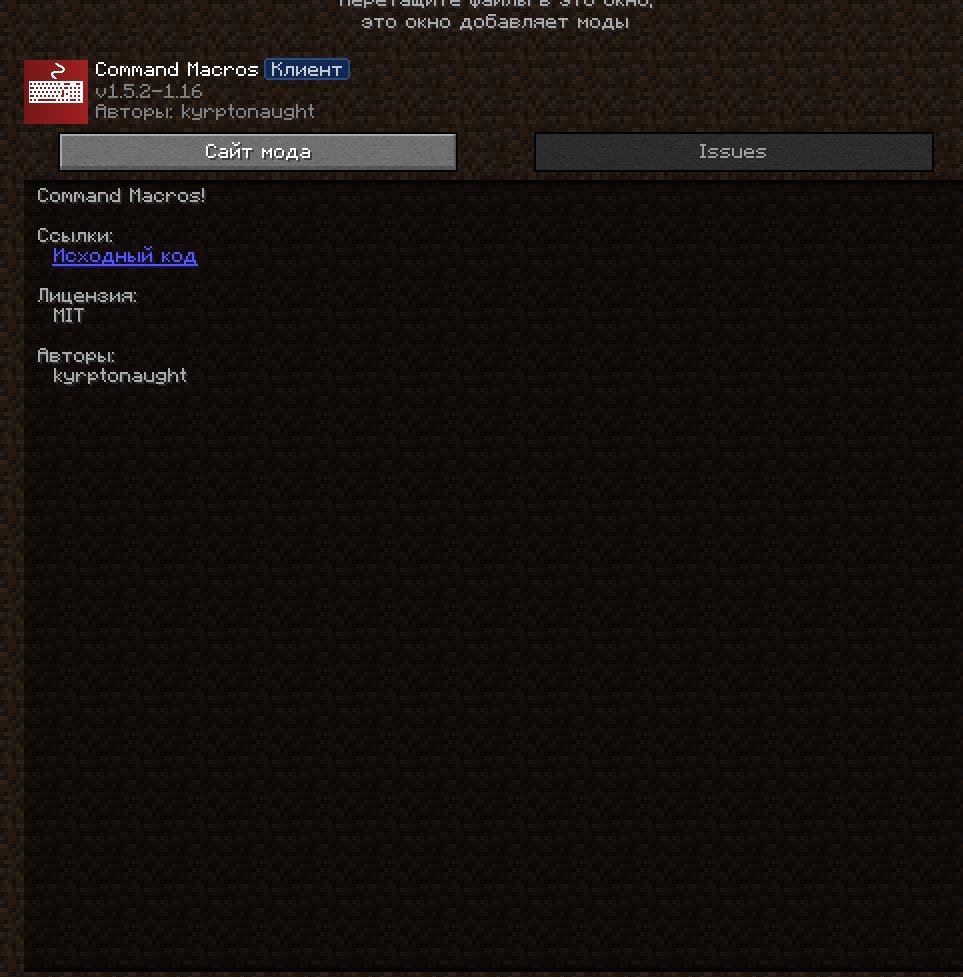 Перетащите файлы в это окно,
это окно добавляет моды
Command Macros Клиент
v1.5.2-1.16
Авторы: kyrptonaught
Сайт мода
Issues
Command Macros!
Ссылки:
Исходный код
Лицензия:
MIT
Авторы:
kyrptonaught